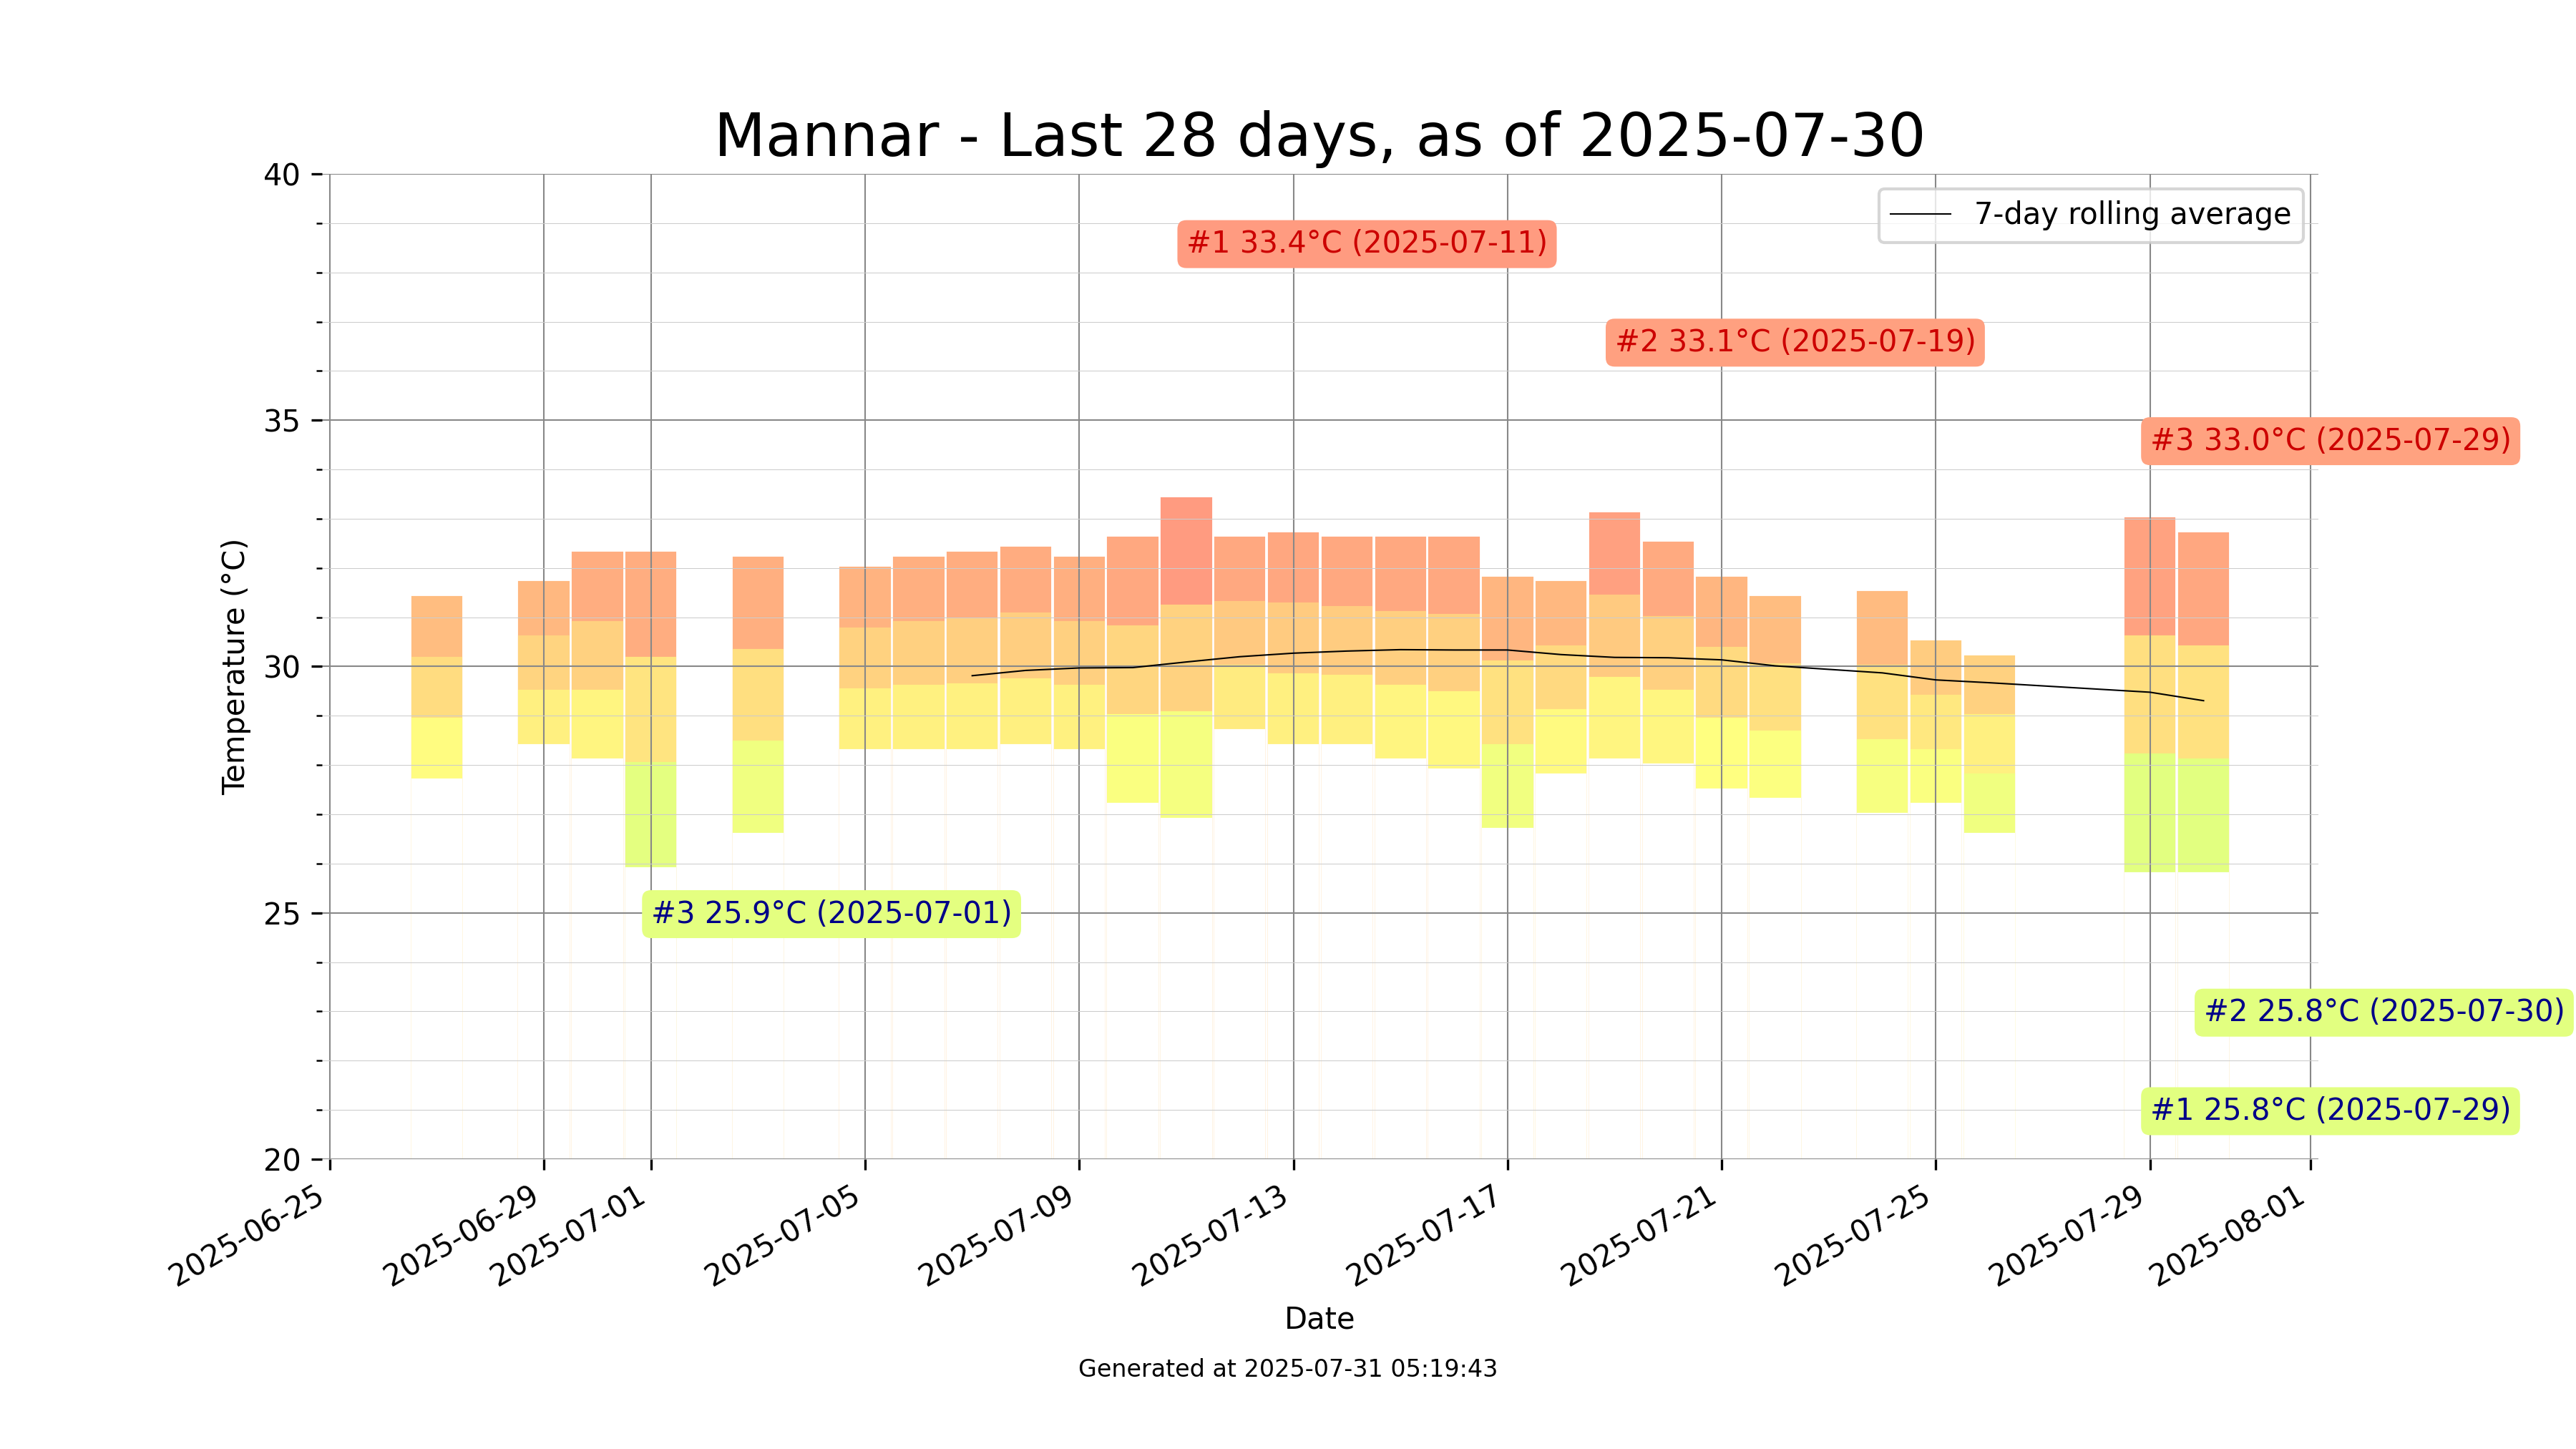 Mannar - Last 28 days, as of 2025-07-30
40
7-day rolling average
#1 33.4°C (2025-07-11)
#2 33.1°C (2025-07-19)
35
#3 33.0°C (2025-07-29)
Temperature (°C)
30
#3 25.9°C (2025-07-01)
25
#2 25.8°C (2025-07-30)
#1 25.8°C (2025-07-29)
20
2025-06-25
2025-06-29
2025-07-01
2025-07-05
2025-07-09
2025-07-13
2025-07-17
2025-07-21
2025-07-25
2025-07-29
2025-08-01
Date
Generated at 2025-07-31 05:19:43